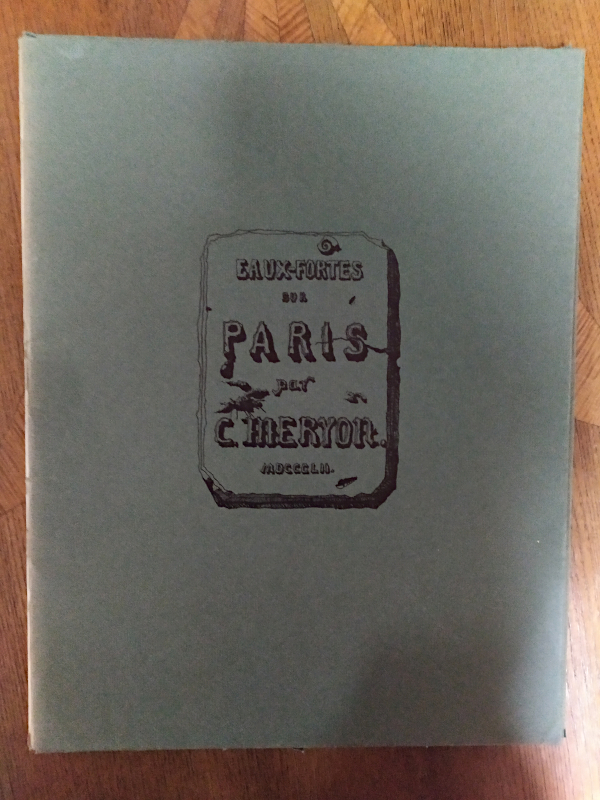 EAUX-FORTES
SUR
PARIS
par
C. MERYON.
MDCCCLII.